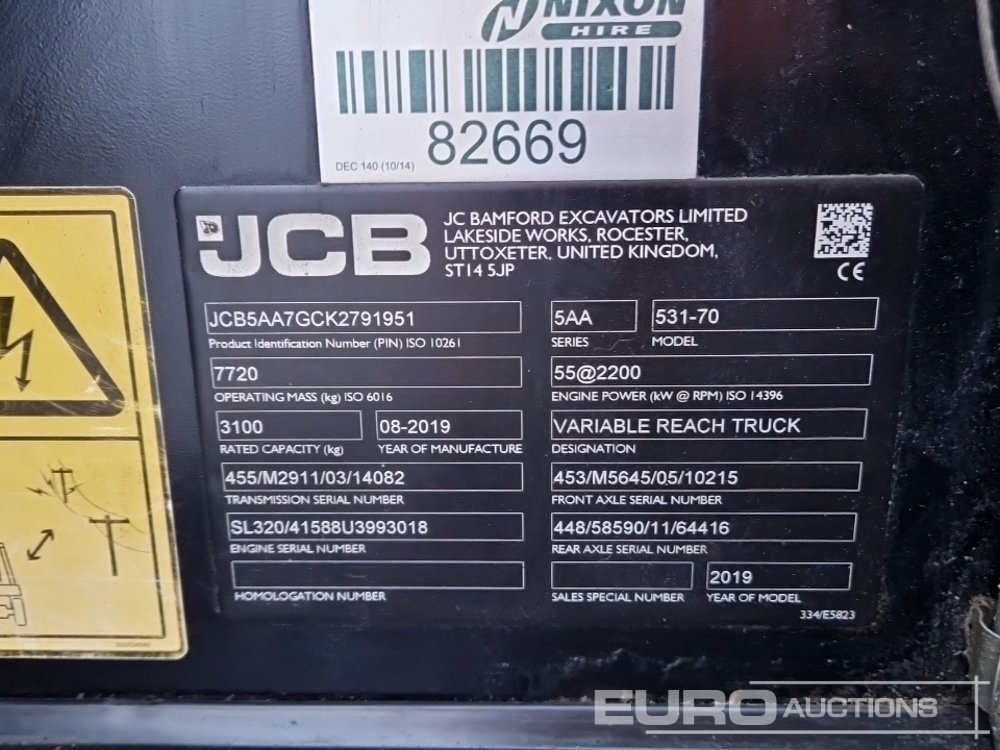 NIXON
HIRE
82669
DEC 140 (10/14)
JCB
JC BAMFORD EXCAVATORS LIMITED
LAKESIDE WORKS, ROCESTER,
UTTOXETER, UNITED KINGDOM,
ST14 5JP
CE
JCB5AA7GCK2791951
Product Identification Number (PIN) ISO 10261
5AA
SERIES
531-70
MODEL
7720
OPERATING MASS (kg) ISO 6016
55@2200
ENGINE POWER (kW @ RPM) ISO 14396
3100
RATED CAPACITY (kg)
08-2019
YEAR OF MANUFACTURE
VARIABLE REACH TRUCK
DESIGNATION
455/M2911/03/14082
TRANSMISSION SERIAL NUMBER
453/M5645/05/10215
FRONT AXLE SERIAL NUMBER
SL320/41588U3993018
ENGINE SERIAL NUMBER
448/58590/11/64416
REAR AXLE SERIAL NUMBER
HOMOLOGATION NUMBER
SALES SPECIAL NUMBER
2019
YEAR OF MODEL
334/E5823
EURO AUCTIONS